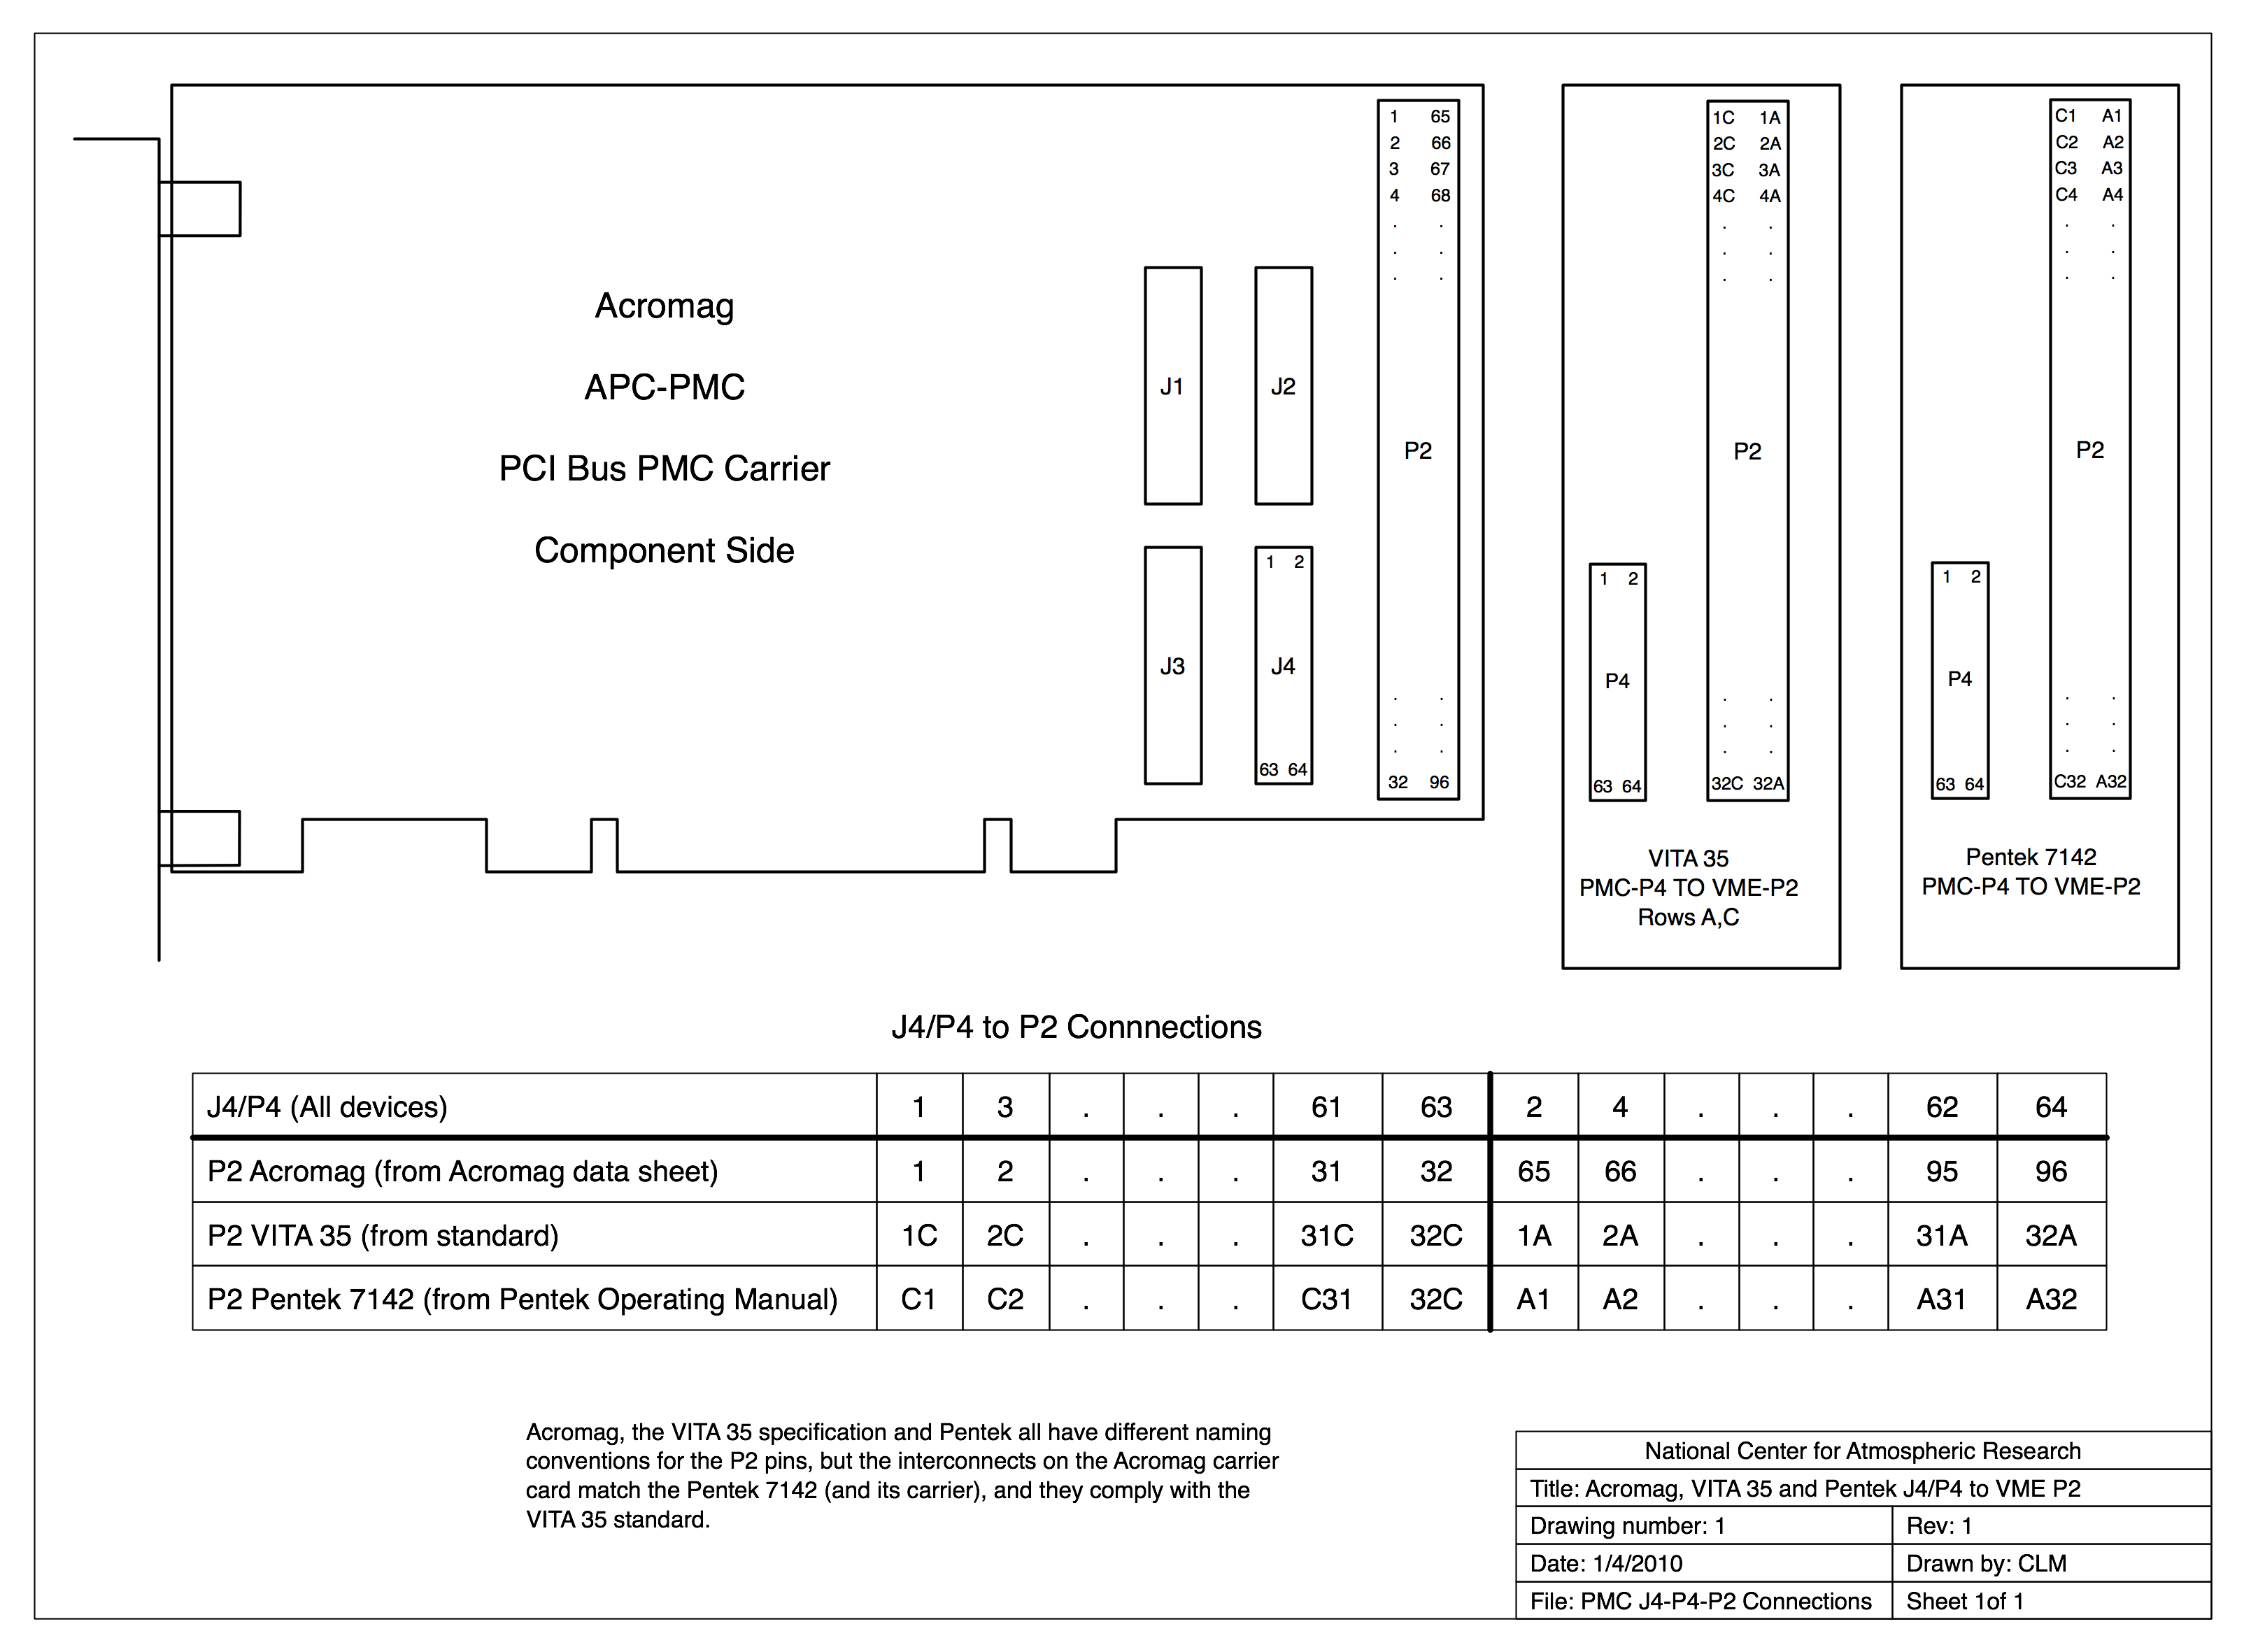 Acromag
APC-PMC
PCI Bus PMC Carrier
Component Side
J1
J2
J3
1 2
J4
63 64
1 65
2 66
3 67
4 68
. .
. .
. .
P2
. .
. .
. .
32 96
1C 1A
2C 2A
3C 3A
4C 4A
. .
. .
. .
P2
1 2
P4
63 64
. .
. .
. .
32C 32A
VITA 35
PMC-P4 TO VME-P2
Rows A,C
C1 A1
C2 A2
C3 A3
C4 A4
. .
. .
. .
P2
1 2
P4
63 64
. .
. .
. .
C32 A32
Pentek 7142
PMC-P4 TO VME-P2
J4/P4 to P2 Connnections
J4/P4 (All devices) 1 3 . . . 61 63 2 4 . . . 62 64
P2 Acromag (from Acromag data sheet) 1 2 . . . 31 32 65 66 . . . 95 96
P2 VITA 35 (from standard) 1C 2C . . . 31C 32C 1A 2A . . . 31A 32A
P2 Pentek 7142 (from Pentek Operating Manual) C1 C2 . . . C31 32C A1 A2 . . . A31 A32
Acromag, the VITA 35 specification and Pentek all have different naming
conventions for the P2 pins, but the interconnects on the Acromag carrier
card match the Pentek 7142 (and its carrier), and they comply with the
VITA 35 standard.
National Center for Atmospheric Research
Title: Acromag, VITA 35 and Pentek J4/P4 to VME P2
Drawing number: 1 Rev: 1
Date: 1/4/2010 Drawn by: CLM
File: PMC J4-P4-P2 Connections Sheet 1of 1